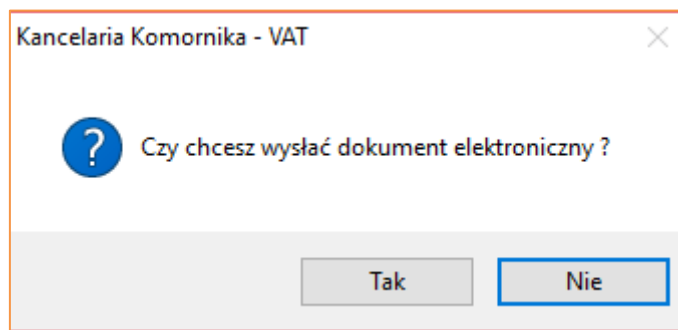 Kancelaria Komornika - VAT
Czy chcesz wysłać dokument elektroniczny ?
Tak Nie